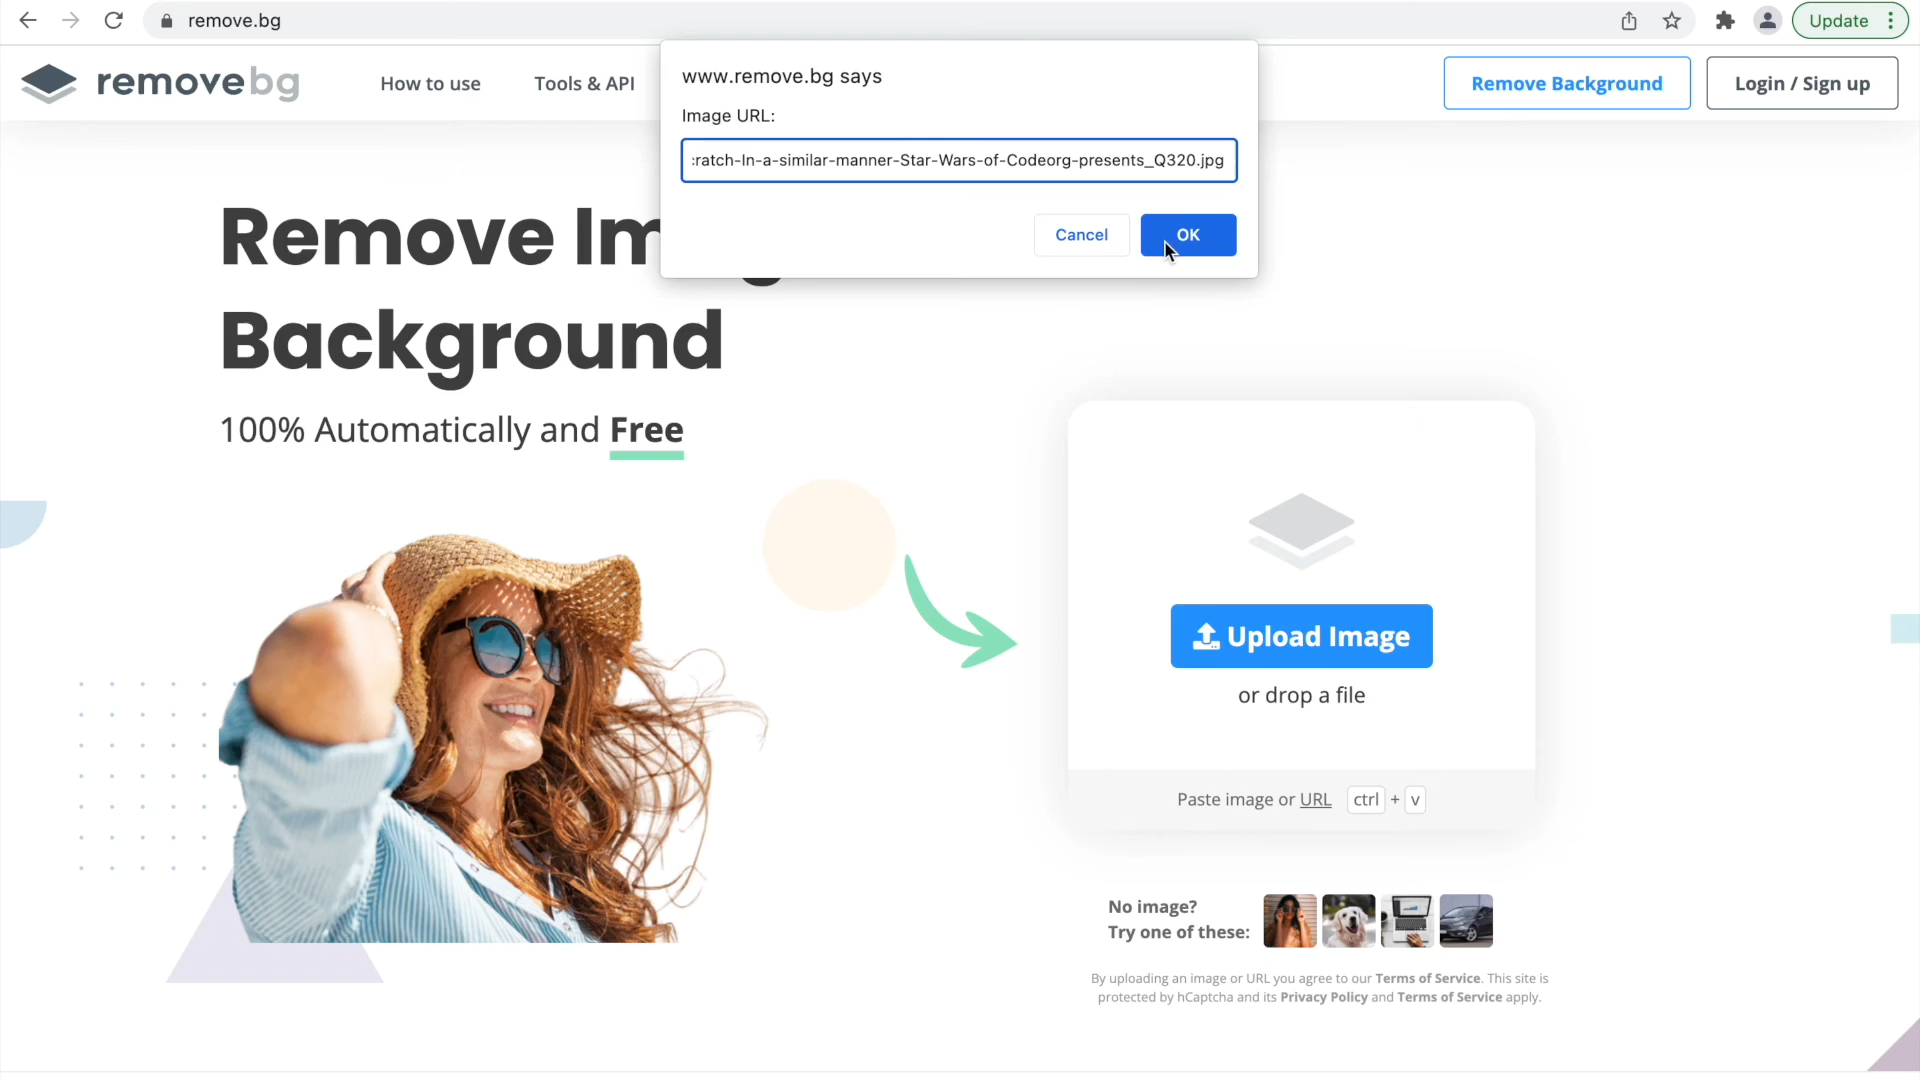 remove.bg
Update
removebg
How to use
Tools & API
Remove Background
Login / Sign up
www.remove.bg says
Image URL:
ratch-In-a-similar-manner-Star-Wars-of-Codeorg-presents_Q320.jpg
Cancel
OK
Remove Im
Background
100% Automatically and Free
Upload Image
or drop a file
Paste image or URL ctrl + v
No image?
Try one of these:
By uploading an image or URL you agree to our Terms of Service. This site is
protected by hCaptcha and its Privacy Policy and Terms of Service apply.